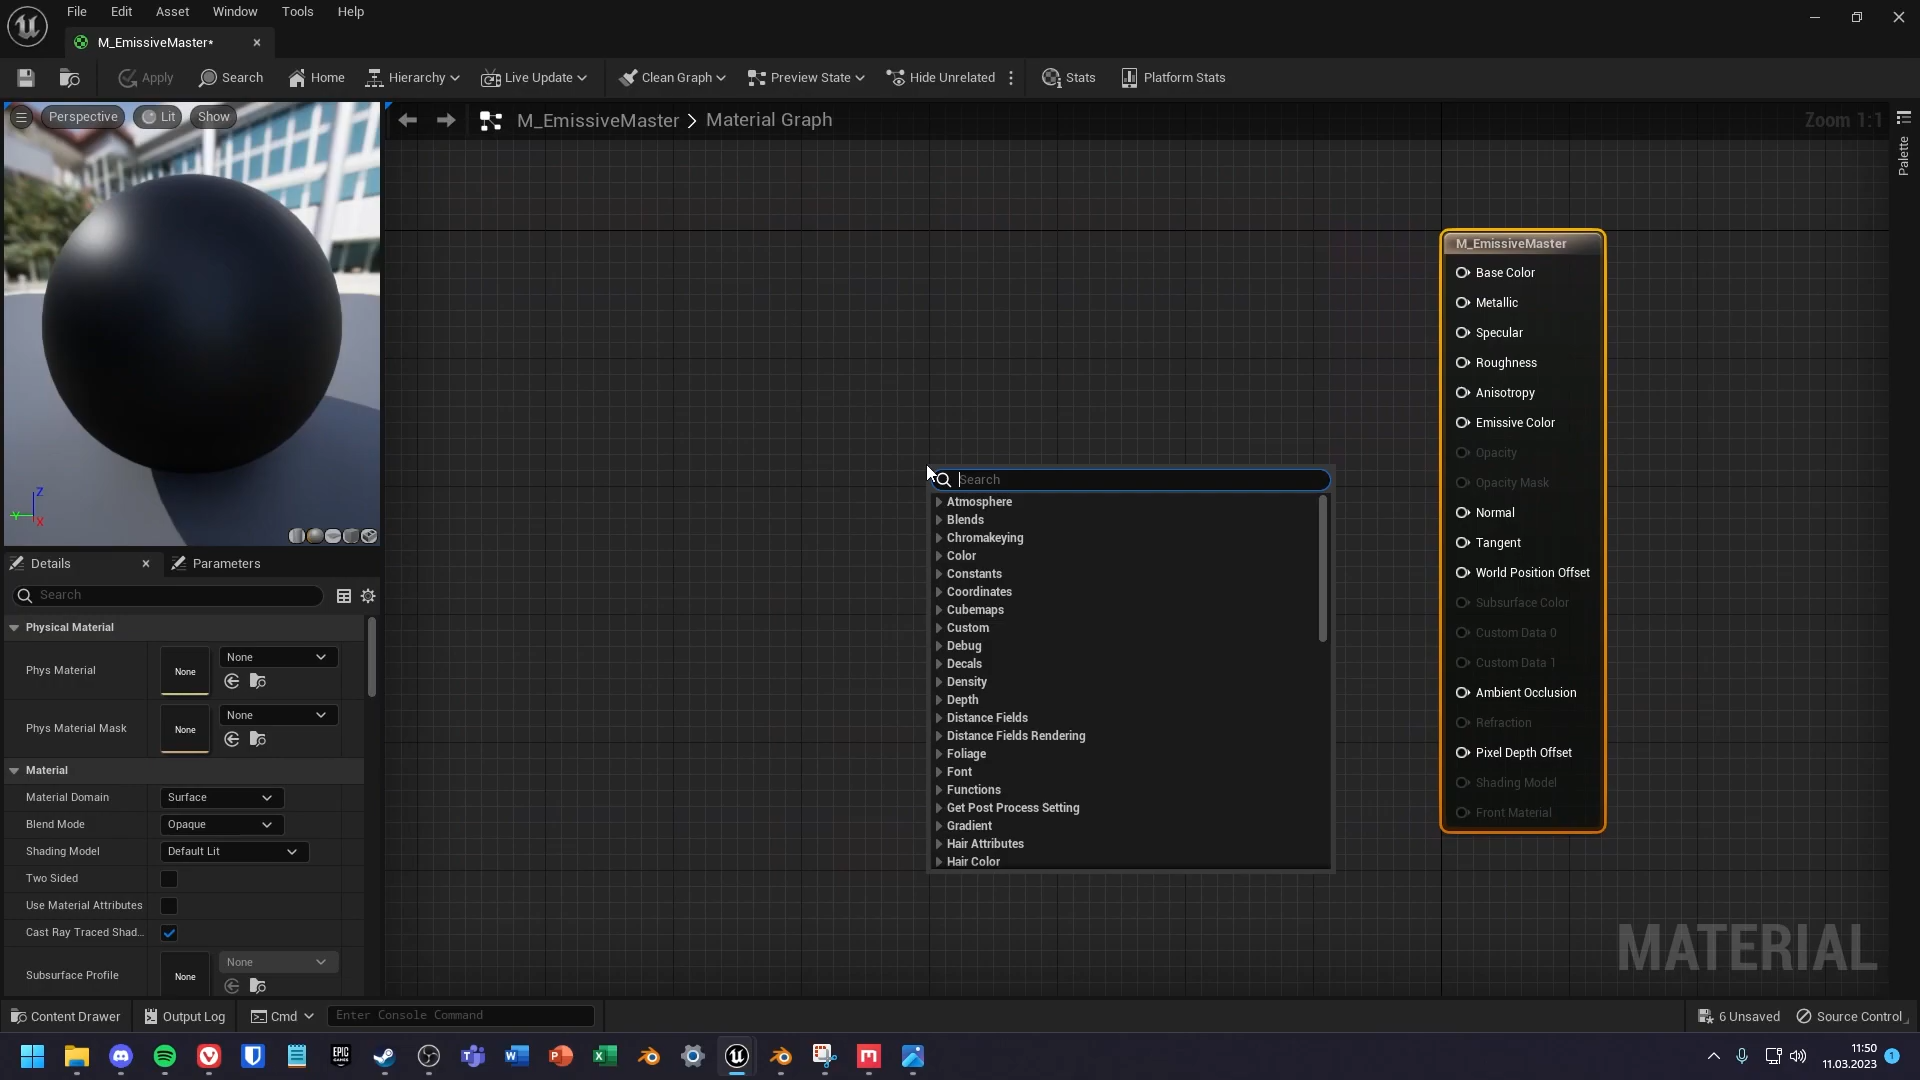 File Edit Asset Window Tools Help
M_EmissiveMaster*
Apply Search Home Hierarchy Live Update Clean Graph Preview State Hide Unrelated Stats Platform Stats
Perspective Lit Show
M_EmissiveMaster > Material Graph
Zoom 1:1
Palette
Z
Y
X
M_EmissiveMaster
Base Color
Metallic
Specular
Roughness
Anisotropy
Emissive Color
Opacity
Opacity Mask
Normal
Tangent
World Position Offset
Subsurface Color
Custom Data 0
Custom Data 1
Ambient Occlusion
Refraction
Pixel Depth Offset
Shading Model
Front Material
Search
Atmosphere
Blends
Chromakeying
Color
Constants
Coordinates
Cubemaps
Custom
Debug
Decals
Density
Depth
Distance Fields
Distance Fields Rendering
Foliage
Font
Functions
Get Post Process Setting
Gradient
Hair Attributes
Hair Color
Details Parameters
Search
Physical Material
Phys Material None None
Phys Material Mask None None
Material
Material Domain Surface
Blend Mode Opaque
Shading Model Default Lit
Two Sided
Use Material Attributes
Cast Ray Traced Shad...
Subsurface Profile None None
MATERIAL
Content Drawer Output Log Cmd Enter Console Command 6 Unsaved Source Control
EPIC GAMES
11:50
11.03.2023
1